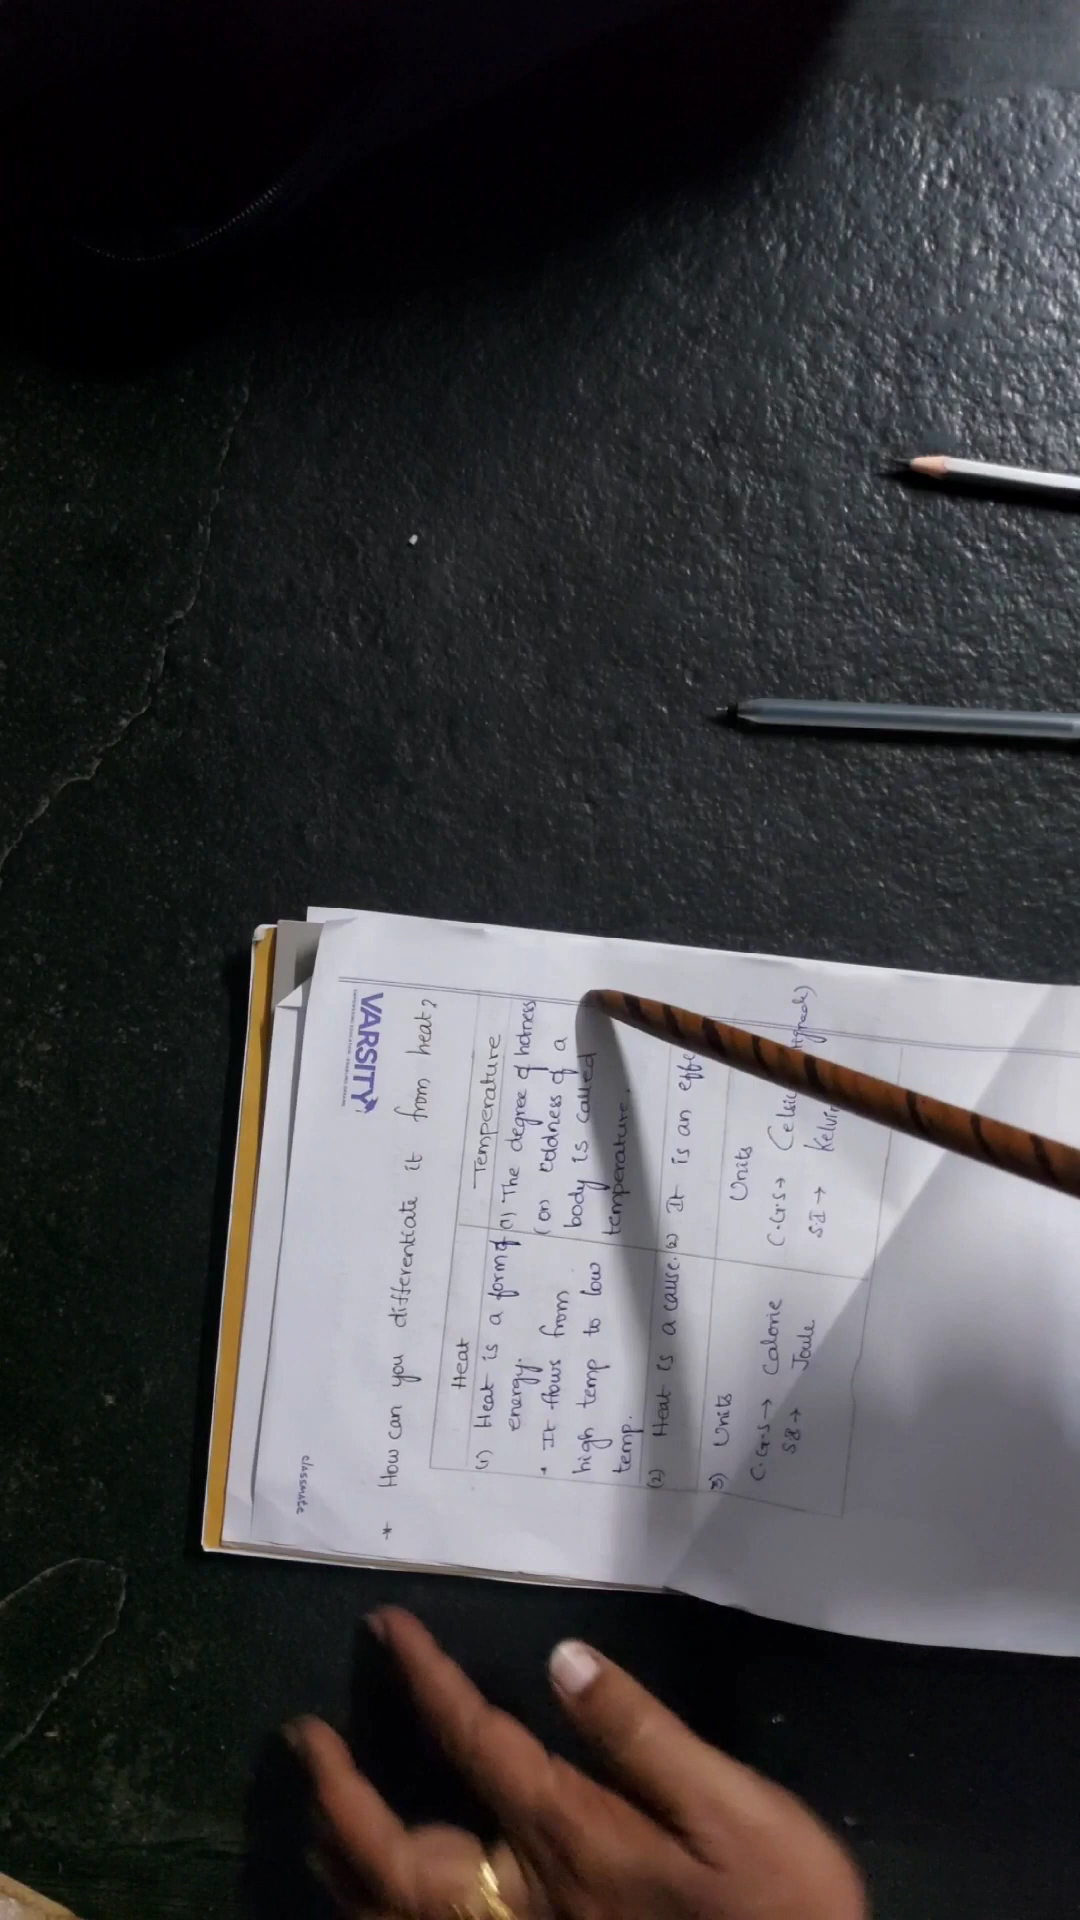 classmate
VARSITY
* How can you differentiate it from heat?
Heat
(1) Heat is a form of
energy.
• It flows from
high temp to low
temp.
(2) Heat is a cause.
3) Units
C.G.S → Calorie
S.I → Joule
Temperature
(1) The degree of hotness
(or) coldness of a
body is called
temperature.
(2) It is an effe
Units
C.G.S → Celsi
S.I → Kelvin